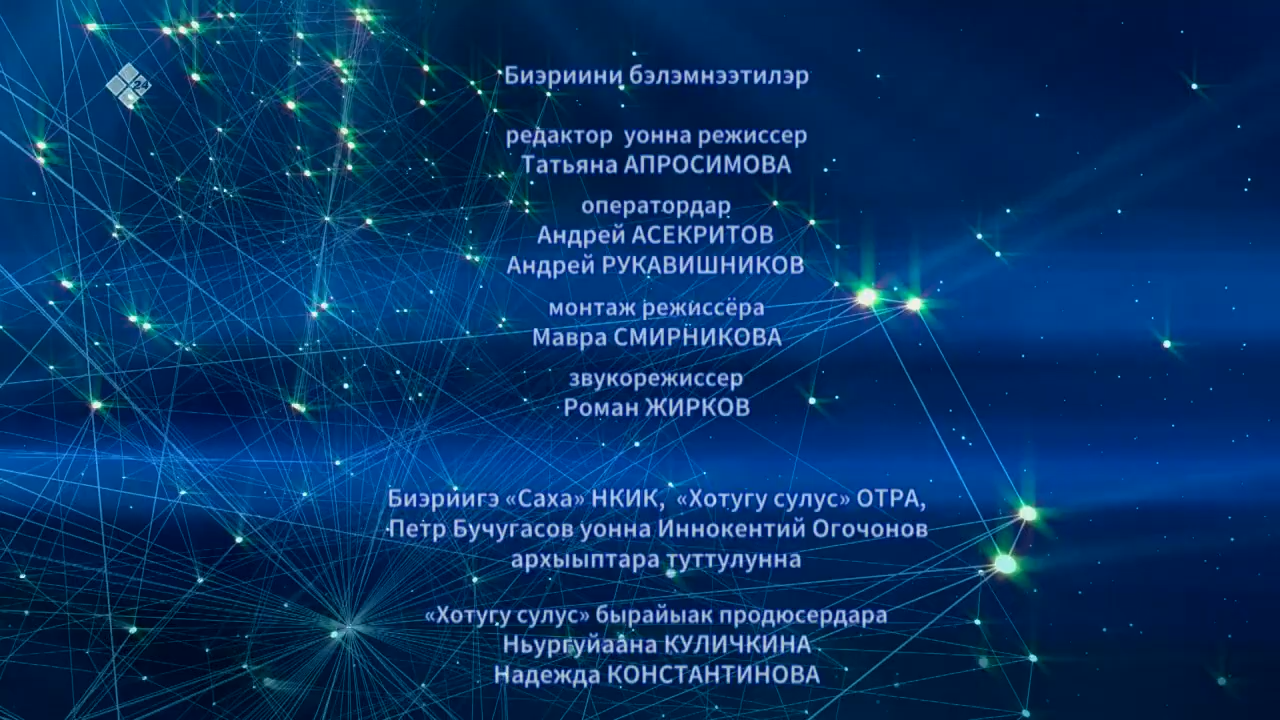 24
Биэриини бэлэмнээтилэр
редактор уонна режиссер
Татьяна АПРОСИМОВА
оператордар
Андрей АСЕКРИТОВ
Андрей РУКАВИШНИКОВ
монтаж режиссёра
Мавра СМИРНИКОВА
звукорежиссер
Роман ЖИРКОВ
Биэриигэ «Саха» НКИК, «Хотугу сулус» ОТРА,
Петр Бучугасов уонна Иннокентий Огочонов
архыыптара туттулунна
«Хотугу сулус» бырайыак продюсердара
Ньургуйаана КУЛИЧКИНА
Надежда КОНСТАНТИНОВА